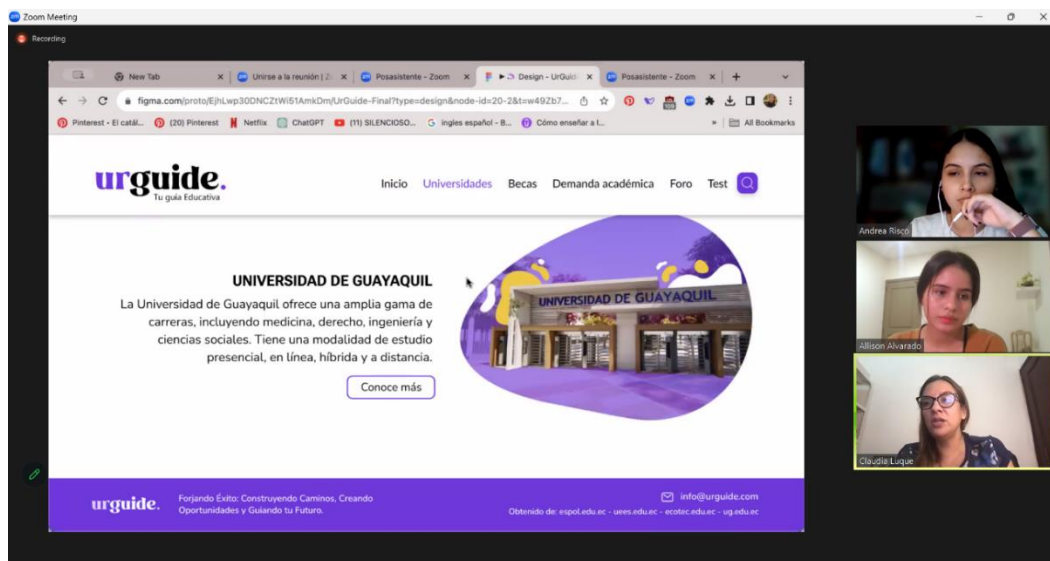 Zoom Meeting
Recording
New Tab
Unirse a la reunión | Z
Posasistente - Zoom
Design - UrGuid
Posasistente - Zoom
figma.com/proto/EjhLwp30DNCZtWi51AmkDm/UrGuide-Final?type=design&node-id=20-2&t=w49Zb7...
Pinterest - El catál...
(20) Pinterest
Netflix
ChatGPT
(11) SILENCIOSO...
ingles español - B...
Cómo enseñar a l...
»
All Bookmarks
urguide.
Tu guía Educativa
Inicio Universidades Becas Demanda académica Foro Test
UNIVERSIDAD DE GUAYAQUIL
La Universidad de Guayaquil ofrece una amplia gama de
carreras, incluyendo medicina, derecho, ingeniería y
ciencias sociales. Tiene una modalidad de estudio
presencial, en línea, híbrida y a distancia.
Conoce más
UNIVERSIDAD DE GUAYAQUIL
urguide.
Forjando Éxito: Construyendo Caminos, Creando
Oportunidades y Guiando tu Futuro.
info@urguide.com
Obtenido de: espol.edu.ec - uees.edu.ec - ecotec.edu.ec - ug.edu.ec
Andrea Risco
Allison Alvarado
Claudia Luque